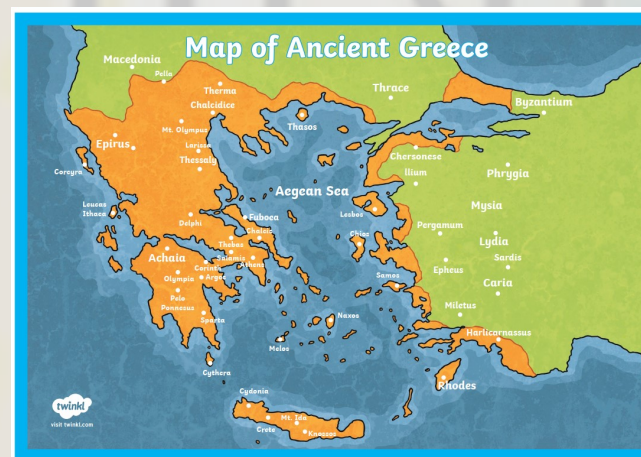 Map of Ancient Greece
Macedonia
Pella
Therma
Chalcidice
Thrace
Byzantium
Mt. Olympus
Thasos
Epirus
Larissa
Thessaly
Chersonese
Ilium
Phrygia
Corcyra
Aegean Sea
Mysia
Leucas
Ithaca
Lesbos
Delphi
Euboca
Pergamum
Chalcis
Chios
Lydia
Thebes
Achaia
Salamis
Athens
Sardis
Corinth
Epheus
Olympia
Argos
Samos
Caria
Pelo
Ponnesus
Miletus
Sparta
Naxos
Harlicarnassus
Melos
Cythera
Rhodes
Cydonia
Mt. Ida
Crete
Knossos
twinkl
visit twinkl.com